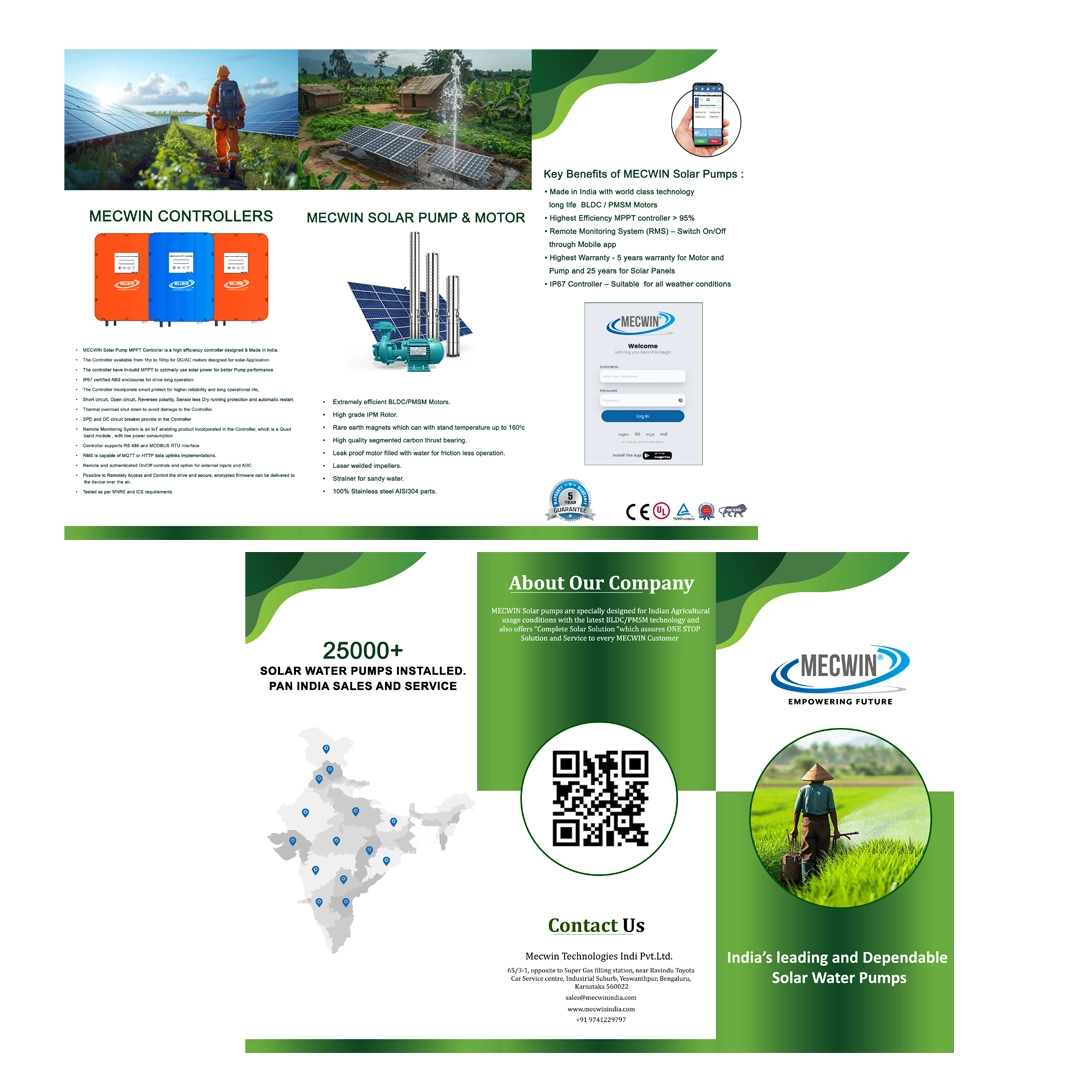 MECWIN CONTROLLERS
MECWIN
MECWIN
MECWIN
• MECWIN Solar Pump MPPT Controller is a high efficiency controller designed & Made in India.
• The Controller available from 1hp to 10hp for DC/AC motors designed for solar Application
• The controller have in-build MPPT to optimally use solar power for better Pump performance
• IP67 certified ABS enclosures for drive long operation
• The Controller incorporate smart protect for higher reliability and long operational life,
• Short circuit, Open circuit, Reverses polarity, Sensor less Dry running protection and automatic restart.
• Thermal overload shut down to avoid damage to the Controller.
• SPD and DC circuit breaker provide in the Controller
• Remote Monitoring System is an IoT enabling product incorporated in the Controller, which is a Quad
band module , with low power consumption
• Controller supports RS 485 and MODBUS RTU interface
• RMS is capable of MQTT or HTTP data uplinks implementations.
• Remote and authenticated On/Off controls and option for external inputs and ADC
• Possible to Remotely Access and Control the drive and secure, encrypted firmware can be delivered to
the device over the air.
• Tested as per MNRE and ICE requirements
MECWIN SOLAR PUMP & MOTOR
• Extremely efficient BLDC/PMSM Motors.
• High grade IPM Rotor.
• Rare earth magnets which can with stand temperature up to 160ºc
• High quality segmented carbon thrust bearing.
• Leak proof motor filled with water for friction less operation.
• Laser welded impellers.
• Strainer for sandy water.
• 100% Stainless steel AISI304 parts.
Key Benefits of MECWIN Solar Pumps :
• Made in India with world class technology
long life BLDC / PMSM Motors
• Highest Efficiency MPPT controller > 95%
• Remote Monitoring System (RMS) – Switch On/Off
through Mobile app
• Highest Warranty - 5 years warranty for Motor and
Pump and 25 years for Solar Panels
• IP67 Controller – Suitable for all weather conditions
MECWIN
Welcome
Let's log you back into begin
Username
Enter Your Username
Password
Password
Log In
Install This App
Google Play
5
YEAR
GUARANTEE
CE
UL
25000+
SOLAR WATER PUMPS INSTALLED.
PAN INDIA SALES AND SERVICE
About Our Company
MECWIN Solar pumps are specially designed for Indian Agricultural
usage conditions with the latest BLDC/PMSM technology and
also offers "Complete Solar Solution "which assures ONE STOP
Solution and Service to every MECWIN Customer
Contact Us
Mecwin Technologies Indi Pvt.Ltd.
65/3-1, opposite to Super Gas filling station, near Ravindu Toyota
Car Service centre, Industrial Suburb, Yeswanthpur, Bengaluru,
Karnataka 560022
sales@mecwinindia.com
www.mecwinindia.com
+91 9741229797
MECWIN®
EMPOWERING FUTURE
India's leading and Dependable
Solar Water Pumps